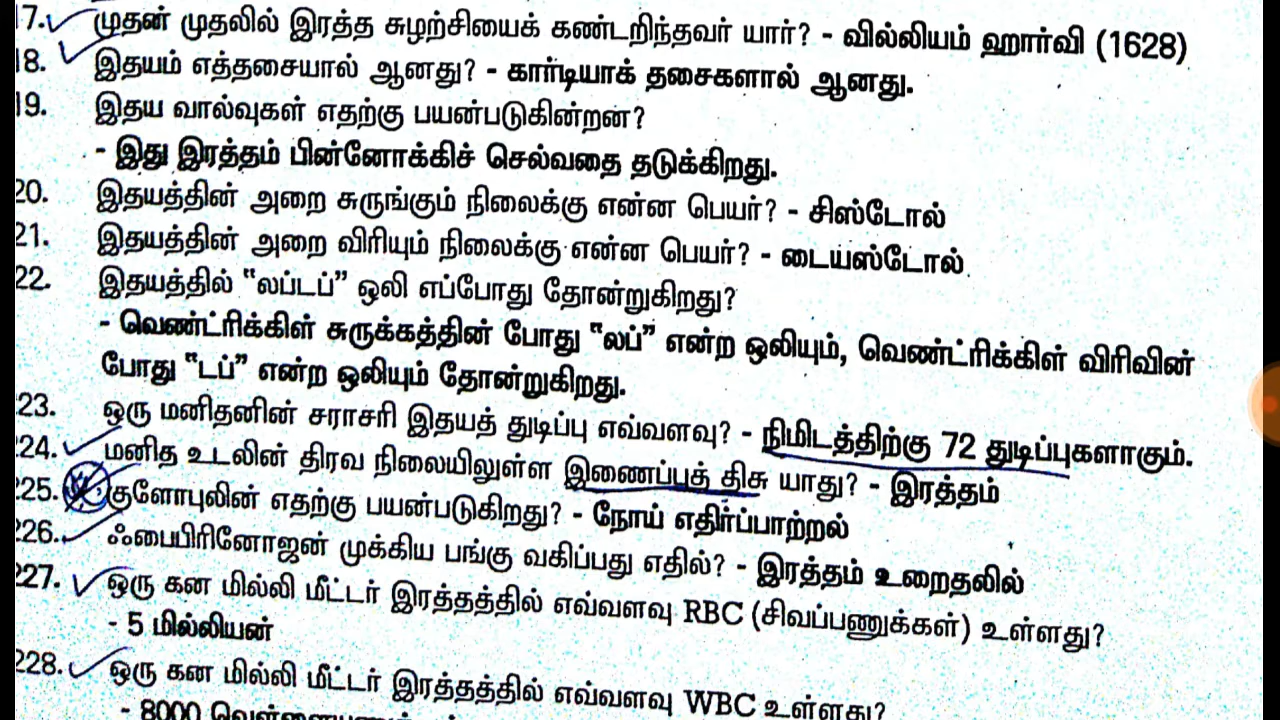 17. முதன் முதலில் இரத்த சுழற்சியைக் கண்டறிந்தவர் யார்? - வில்லியம் ஹார்வி (1628)
18. இதயம் எத்தசையால் ஆனது? - கார்டியாக் தசைகளால் ஆனது.
19. இதய வால்வுகள் எதற்கு பயன்படுகின்றன?
- இது இரத்தம் பின்னோக்கிச் செல்வதை தடுக்கிறது.
20. இதயத்தின் அறை சுருங்கும் நிலைக்கு என்ன பெயர்? - சிஸ்டோல்
21. இதயத்தின் அறை விரியும் நிலைக்கு என்ன பெயர்? - டையஸ்டோல்
22. இதயத்தில் “லப்டப்” ஒலி எப்போது தோன்றுகிறது?
- வெண்ட்ரிக்கிள் சுருக்கத்தின் போது “லப்” என்ற ஒலியும், வெண்ட்ரிக்கிள் விரிவின்
போது “டப்” என்ற ஒலியும் தோன்றுகிறது.
223. ஒரு மனிதனின் சராசரி இதயத் துடிப்பு எவ்வளவு? - நிமிடத்திற்கு 72 துடிப்புகளாகும்.
224. மனித உடலின் திரவ நிலையிலுள்ள இணைப்புத் திசு யாது? - இரத்தம்
225. குளோபுலின் எதற்கு பயன்படுகிறது? - நோய் எதிர்ப்பாற்றல்
226. ஃபைபிரினோஜன் முக்கிய பங்கு வகிப்பது எதில்? - இரத்தம் உறைதலில்
227. ஒரு கன மில்லி மீட்டர் இரத்தத்தில் எவ்வளவு RBC (சிவப்பணுக்கள்) உள்ளது?
- 5 மில்லியன்
228. ஒரு கன மில்லி மீட்டர் இரத்தத்தில் எவ்வளவு WBC உள்ளது?
- 8000